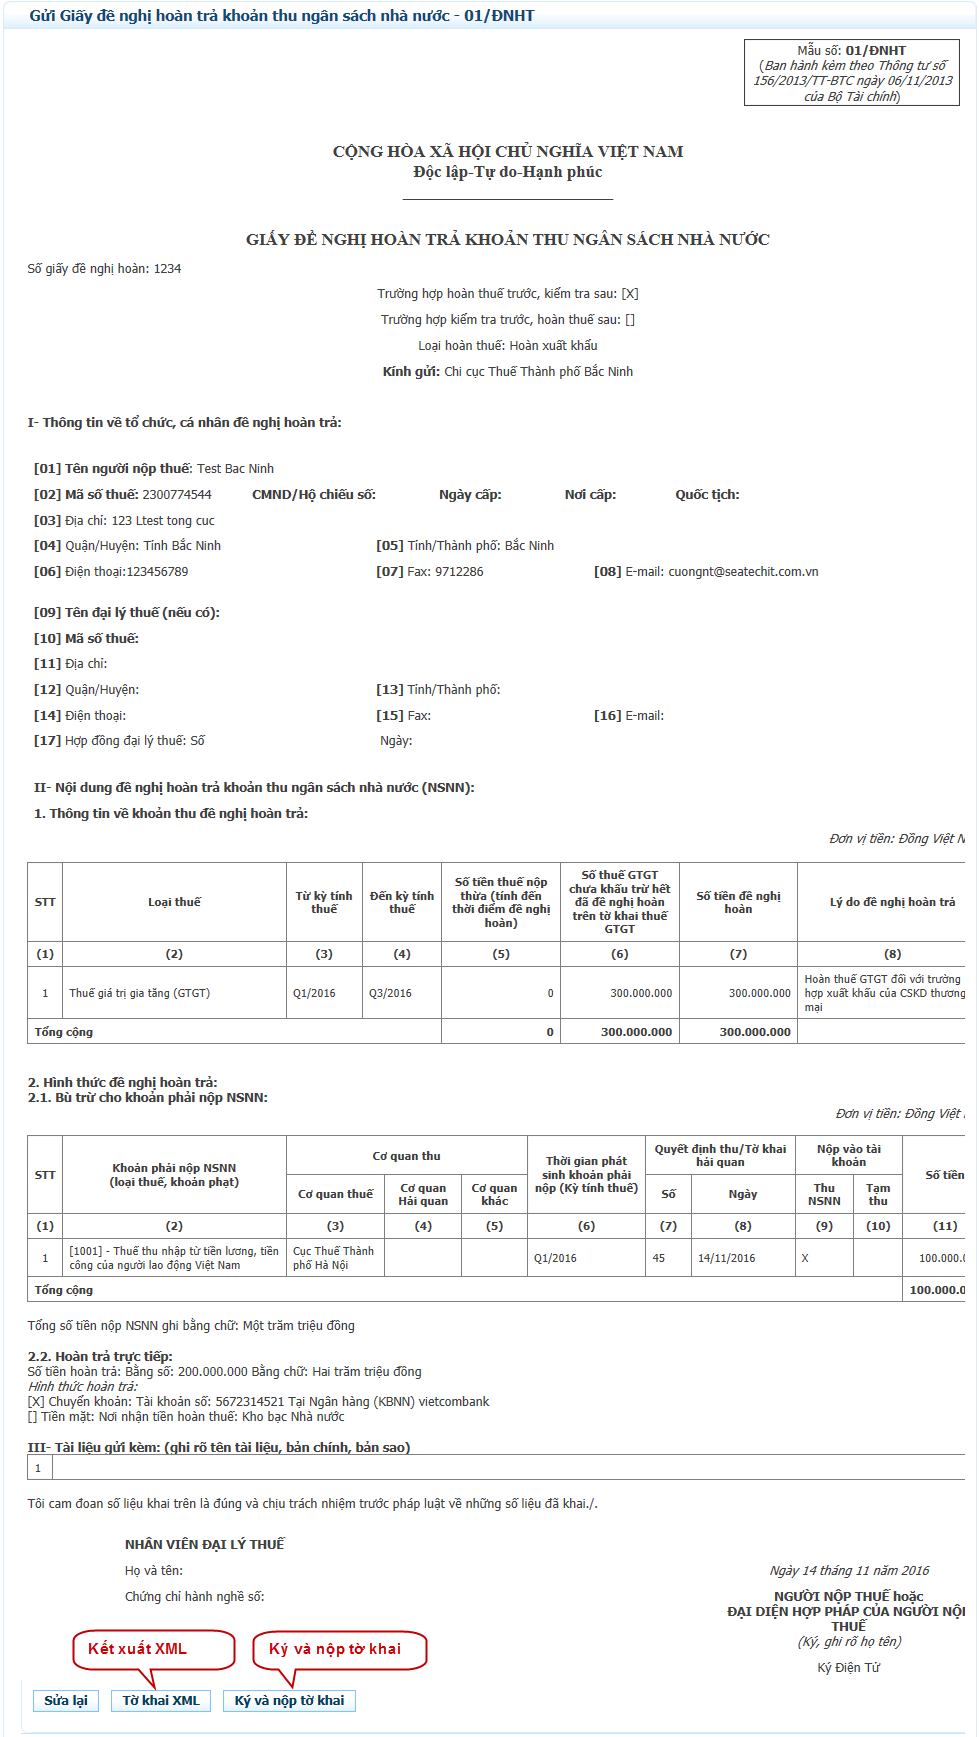 Gửi Giấy đề nghị hoàn trả khoản thu ngân sách nhà nước - 01/ĐNHT
Mẫu số: 01/ĐNHT
(Ban hành kèm theo Thông tư số
156/2013/TT-BTC ngày 06/11/2013
của Bộ Tài chính)
CỘNG HÒA XÃ HỘI CHỦ NGHĨA VIỆT NAM
Độc lập-Tự do-Hạnh phúc
GIẤY ĐỀ NGHỊ HOÀN TRẢ KHOẢN THU NGÂN SÁCH NHÀ NƯỚC
Số giấy đề nghị hoàn: 1234
Trường hợp hoàn thuế trước, kiểm tra sau: [X]
Trường hợp kiểm tra trước, hoàn thuế sau: []
Loại hoàn thuế: Hoàn xuất khẩu
Kính gửi: Chi cục Thuế Thành phố Bắc Ninh
I- Thông tin về tổ chức, cá nhân đề nghị hoàn trả:
[01] Tên người nộp thuế: Test Bac Ninh
[02] Mã số thuế: 2300774544 CMND/Hộ chiếu số: Ngày cấp: Nơi cấp: Quốc tịch:
[03] Địa chỉ: 123 Ltest tong cuc
[04] Quận/Huyện: Tỉnh Bắc Ninh [05] Tỉnh/Thành phố: Bắc Ninh
[06] Điện thoại:123456789 [07] Fax: 9712286 [08] E-mail: cuongnt@seatechit.com.vn
[09] Tên đại lý thuế (nếu có):
[10] Mã số thuế:
[11] Địa chỉ:
[12] Quận/Huyện: [13] Tỉnh/Thành phố:
[14] Điện thoại: [15] Fax: [16] E-mail:
[17] Hợp đồng đại lý thuế: Số Ngày:
II- Nội dung đề nghị hoàn trả khoản thu ngân sách nhà nước (NSNN):
1. Thông tin về khoản thu đề nghị hoàn trả:
Đơn vị tiền: Đồng Việt N
STT Loại thuế Từ kỳ tính thuế Đến kỳ tính thuế Số tiền thuế nộp thừa (tính đến thời điểm đề nghị hoàn) Số thuế GTGT chưa khấu trừ hết đã đề nghị hoàn trên tờ khai thuế GTGT Số tiền đề nghị hoàn Lý do đề nghị hoàn trả
(1) (2) (3) (4) (5) (6) (7) (8)
1 Thuế giá trị gia tăng (GTGT) Q1/2016 Q3/2016 0 300.000.000 300.000.000 Hoàn thuế GTGT đối với trường hợp xuất khẩu của CSKD thương mại
Tổng cộng 0 300.000.000 300.000.000
2. Hình thức đề nghị hoàn trả:
2.1. Bù trừ cho khoản phải nộp NSNN:
Đơn vị tiền: Đồng Việt
STT Khoản phải nộp NSNN (loại thuế, khoản phạt) Cơ quan thu Thời gian phát sinh khoản phải nộp (Kỳ tính thuế) Quyết định thu/Tờ khai hải quan Nộp vào tài khoản Số tiền
Cơ quan thuế Cơ quan Hải quan Cơ quan khác Số Ngày Thu NSNN Tạm thu
(1) (2) (3) (4) (5) (6) (7) (8) (9) (10) (11)
1 [1001] - Thuế thu nhập từ tiền lương, tiền công của người lao động Việt Nam Cục Thuế Thành phố Hà Nội Q1/2016 45 14/11/2016 X 100.000.0
Tổng cộng 100.000.0
Tổng số tiền nộp NSNN ghi bằng chữ: Một trăm triệu đồng
2.2. Hoàn trả trực tiếp:
Số tiền hoàn trả: Bằng số: 200.000.000 Bằng chữ: Hai trăm triệu đồng
Hình thức hoàn trả:
[X] Chuyển khoản: Tài khoản số: 5672314521 Tại Ngân hàng (KBNN) vietcombank
[] Tiền mặt: Nơi nhận tiền hoàn thuế: Kho bạc Nhà nước
III- Tài liệu gửi kèm: (ghi rõ tên tài liệu, bản chính, bản sao)
1
Tôi cam đoan số liệu khai trên là đúng và chịu trách nhiệm trước pháp luật về những số liệu đã khai./.
NHÂN VIÊN ĐẠI LÝ THUẾ
Họ và tên:
Chứng chỉ hành nghề số:
Ngày 14 tháng 11 năm 2016
NGƯỜI NỘP THUẾ hoặc
ĐẠI DIỆN HỢP PHÁP CỦA NGƯỜI NỘP
THUẾ
(Ký, ghi rõ họ tên)
Ký Điện Tử
Kết xuất XML
Ký và nộp tờ khai
Sửa lại
Tờ khai XML
Ký và nộp tờ khai